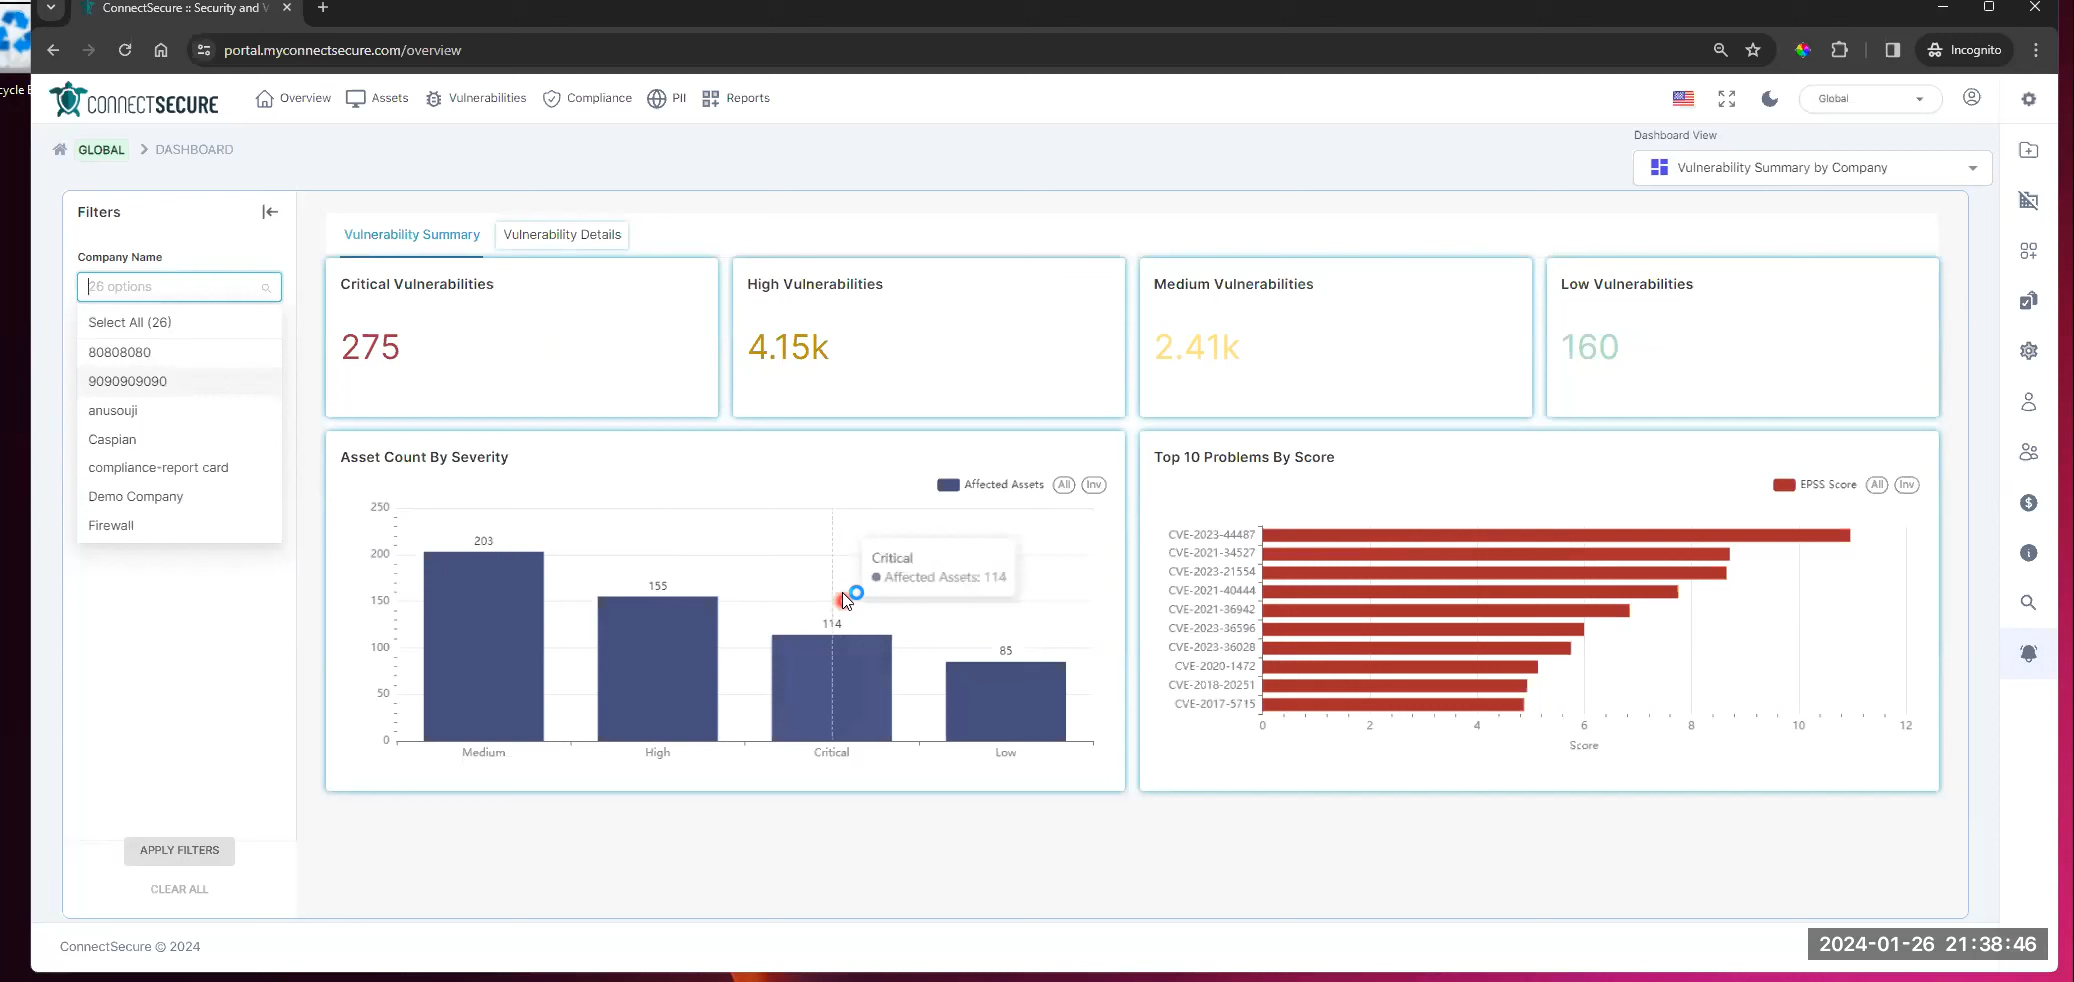 ConnectSecure :: Security and V
portal.myconnectsecure.com/overview
Incognito
CONNECTSECURE
Overview
Assets
Vulnerabilities
Compliance
PII
Reports
Global
GLOBAL > DASHBOARD
Dashboard View
Vulnerability Summary by Company
Filters
Company Name
26 options
Select All (26)
80808080
9090909090
anusouji
Caspian
compliance-report card
Demo Company
Firewall
APPLY FILTERS
CLEAR ALL
Vulnerability Summary
Vulnerability Details
Critical Vulnerabilities
275
High Vulnerabilities
4.15k
Medium Vulnerabilities
2.41k
Low Vulnerabilities
160
Asset Count By Severity
Affected Assets
All
Inv
250
200
150
100
50
0
203
155
114
85
Critical
Affected Assets: 114
Medium
High
Critical
Low
Top 10 Problems By Score
EPSS Score
All
Inv
CVE-2023-44487
CVE-2021-34527
CVE-2023-21554
CVE-2021-40444
CVE-2021-36942
CVE-2023-36596
CVE-2023-36028
CVE-2020-1472
CVE-2018-20251
CVE-2017-5715
0
2
4
6
8
10
12
Score
ConnectSecure © 2024
2024-01-26 21:38:46